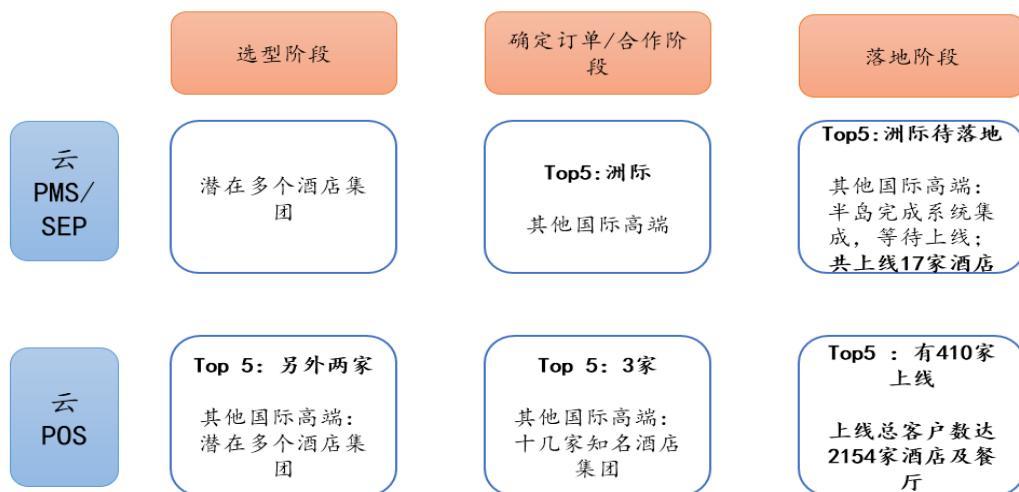 选型阶段
确定订单/合作阶
段
落地阶段
云
PMS/
SEP
潜在多个酒店集
团
Top5:洲际
其他国际高端
Top5:洲际待落地
其他国际高端:
半岛完成系统集
成，等待上线;
共上线17家酒店
云
POS
Top 5: 另外两家
其他国际高端:
潜在多个酒店集
团
Top 5: 3家
其他国际高端:
十几家知名酒店
集团
Top5 : 有410家
上线
上线总客户数达
2154家酒店及餐
厅